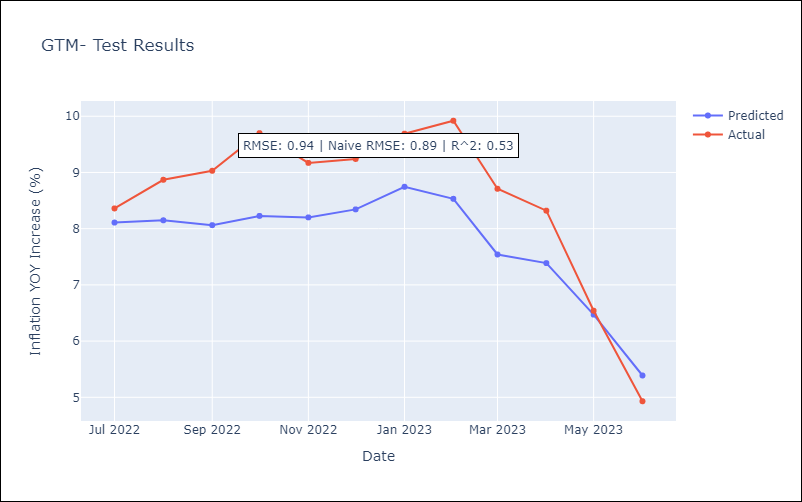 GTM- Test Results
Predicted
Actual
RMSE: 0.94 | Naive RMSE: 0.89 | R^2: 0.53
Inflation YOY Increase (%)
10
9
8
7
6
5
Jul 2022
Sep 2022
Nov 2022
Jan 2023
Mar 2023
May 2023
Date